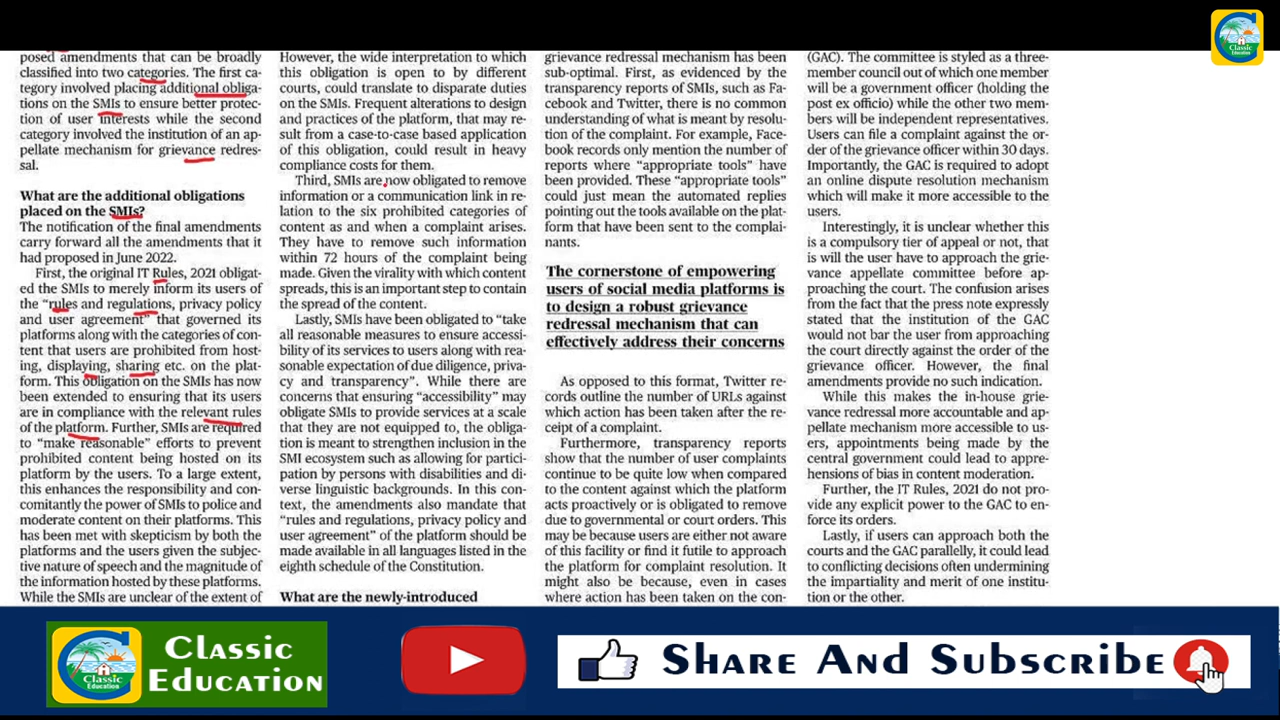 posed amendments that can be broadly
classified into two categories. The first ca-
tegory involved placing additional obliga-
tions on the SMIs to ensure better protec-
tion of user interests while the second
category involved the institution of an ap-
pellate mechanism for grievance redres-
sal.
What are the additional obligations
placed on the SMIs?
The notification of the final amendments
carry forward all the amendments that it
had proposed in June 2022.
First, the original IT Rules, 2021 obligat-
ed the SMIs to merely inform its users of
the “rules and regulations, privacy policy
and user agreement” that governed its
platforms along with the categories of con-
tent that users are prohibited from host-
ing, displaying, sharing etc. on the plat-
form. This obligation on the SMIs has now
been extended to ensuring that its users
are in compliance with the relevant rules
of the platform. Further, SMIs are required
to “make reasonable” efforts to prevent
prohibited content being hosted on its
platform by the users. To a large extent,
this enhances the responsibility and con-
comitantly the power of SMIs to police and
moderate content on their platforms. This
has been met with skepticism by both the
platforms and the users given the subjec-
tive nature of speech and the magnitude of
the information hosted by these platforms.
While the SMIs are unclear of the extent of
However, the wide interpretation to which
this obligation is open to by different
courts, could translate to disparate duties
on the SMIs. Frequent alterations to design
and practices of the platform, that may re-
sult from a case-to-case based application
of this obligation, could result in heavy
compliance costs for them.
Third, SMIs are now obligated to remove
information or a communication link in re-
lation to the six prohibited categories of
content as and when a complaint arises.
They have to remove such information
within 72 hours of the complaint being
made. Given the virality with which content
spreads, this is an important step to contain
the spread of the content.
Lastly, SMIs have been obligated to “take
all reasonable measures to ensure accessi-
bility of its services to users along with rea-
sonable expectation of due diligence, priva-
cy and transparency”. While there are
concerns that ensuring “accessibility” may
obligate SMIs to provide services at a scale
that they are not equipped to, the obliga-
tion is meant to strengthen inclusion in the
SMI ecosystem such as allowing for partici-
pation by persons with disabilities and di-
verse linguistic backgrounds. In this con-
text, the amendments also mandate that
“rules and regulations, privacy policy and
user agreement” of the platform should be
made available in all languages listed in the
eighth schedule of the Constitution.
What are the newly-introduced
grievance redressal mechanism has been
sub-optimal. First, as evidenced by the
transparency reports of SMIs, such as Fa-
cebook and Twitter, there is no common
understanding of what is meant by resolu-
tion of the complaint. For example, Face-
book records only mention the number of
reports where “appropriate tools” have
been provided. These “appropriate tools”
could just mean the automated replies
pointing out the tools available on the plat-
form that have been sent to the complai-
nants.
The cornerstone of empowering
users of social media platforms is
to design a robust grievance
redressal mechanism that can
effectively address their concerns
As opposed to this format, Twitter re-
cords outline the number of URLs against
which action has been taken after the re-
ceipt of a complaint.
Furthermore, transparency reports
show that the number of user complaints
continue to be quite low when compared
to the content against which the platform
acts proactively or is obligated to remove
due to governmental or court orders. This
may be because users are either not aware
of this facility or find it futile to approach
the platform for complaint resolution. It
might also be because, even in cases
where action has been taken on the con-
(GAC). The committee is styled as a three-
member council out of which one member
will be a government officer (holding the
post ex officio) while the other two mem-
bers will be independent representatives.
Users can file a complaint against the or-
der of the grievance officer within 30 days.
Importantly, the GAC is required to adopt
an online dispute resolution mechanism
which will make it more accessible to the
users.
Interestingly, it is unclear whether this
is a compulsory tier of appeal or not, that
is will the user have to approach the grie-
vance appellate committee before ap-
proaching the court. The confusion arises
from the fact that the press note expressly
stated that the institution of the GAC
would not bar the user from approaching
the court directly against the order of the
grievance officer. However, the final
amendments provide no such indication.
While this makes the in-house grie-
vance redressal more accountable and ap-
pellate mechanism more accessible to us-
ers, appointments being made by the
central government could lead to appre-
hensions of bias in content moderation.
Further, the IT Rules, 2021 do not pro-
vide any explicit power to the GAC to en-
force its orders.
Lastly, if users can approach both the
courts and the GAC parallelly, it could lead
to conflicting decisions often undermining
the impartiality and merit of one institu-
tion or the other.
Classic
Education
Classic
Education
Classic
Education
Share And Subscribe